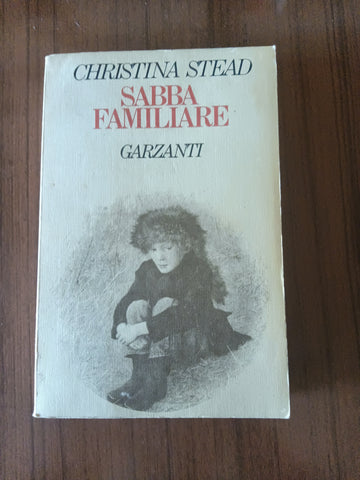 CHRISTINA STEAD
SABBA
FAMILIARE
GARZANTI